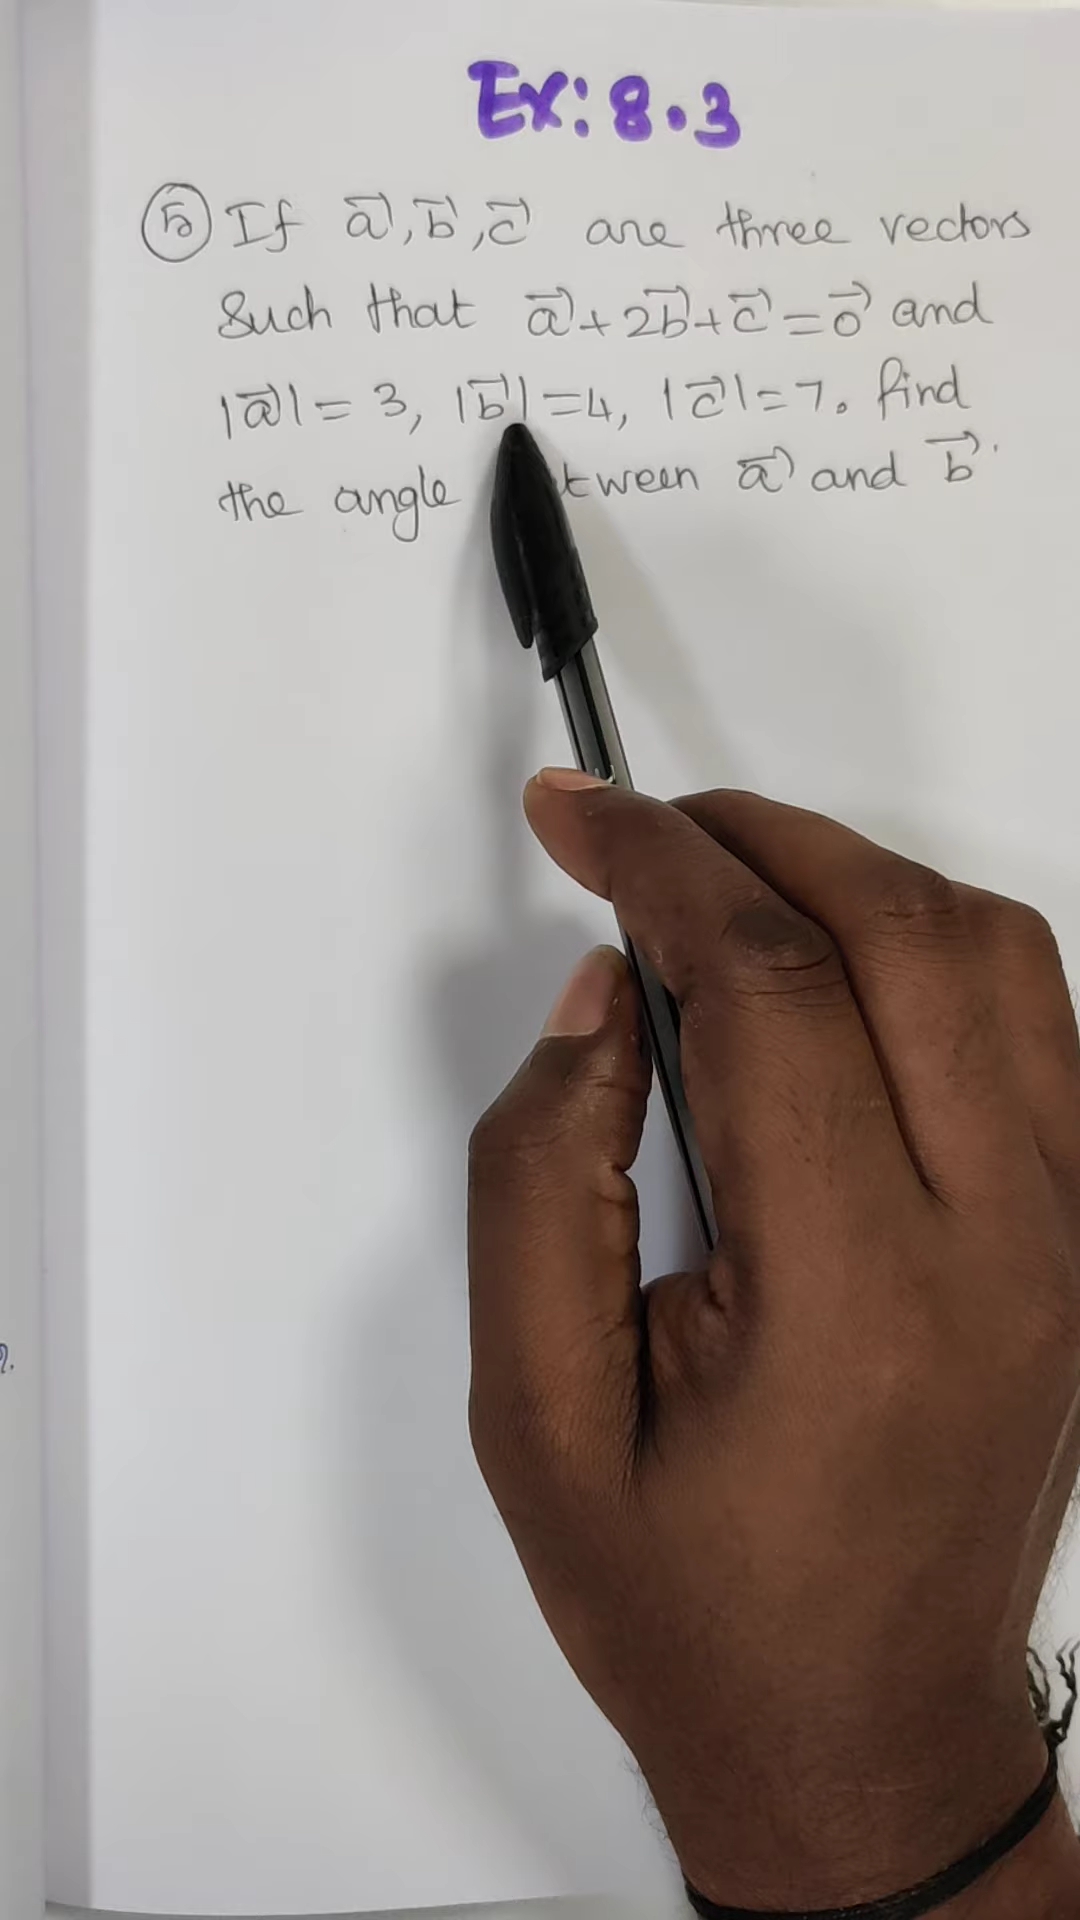 Ex: 8.3
5 If a⃗, b⃗, c⃗ are three vectors
Such that a⃗ + 2b⃗ + c⃗ = 0⃗ and
|a⃗| = 3, |b⃗| = 4, |c⃗| = 7. find
the angle tween a⃗ and b⃗.